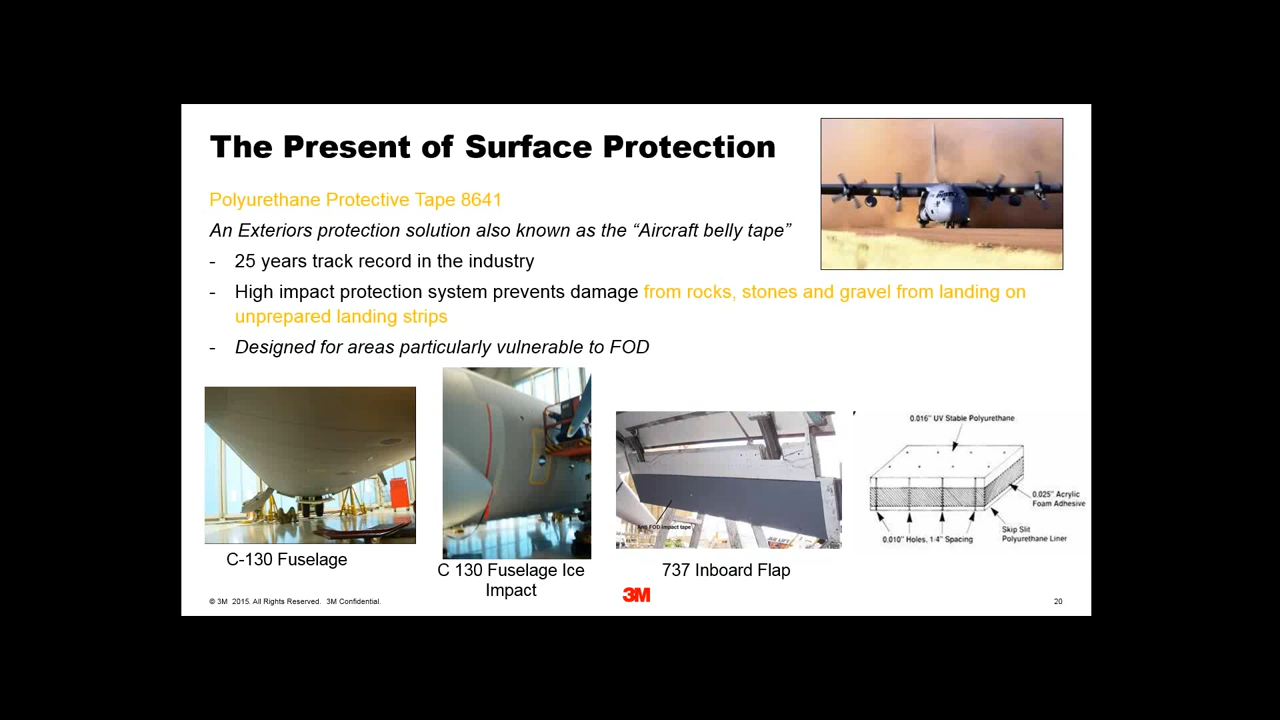 The Present of Surface Protection
Polyurethane Protective Tape 8641
An Exteriors protection solution also known as the “Aircraft belly tape”
- 25 years track record in the industry
- High impact protection system prevents damage from rocks, stones and gravel from landing on
unprepared landing strips
- Designed for areas particularly vulnerable to FOD
0.016" UV Stable Polyurethane
0.025" Acrylic
Foam Adhesive
Skip Slit
Polyurethane Liner
0.010" Holes, 1/4" Spacing
Anti FOD impact tape
C-130 Fuselage
C 130 Fuselage Ice
Impact
737 Inboard Flap
© 3M 2015. All Rights Reserved. 3M Confidential.
3M
20